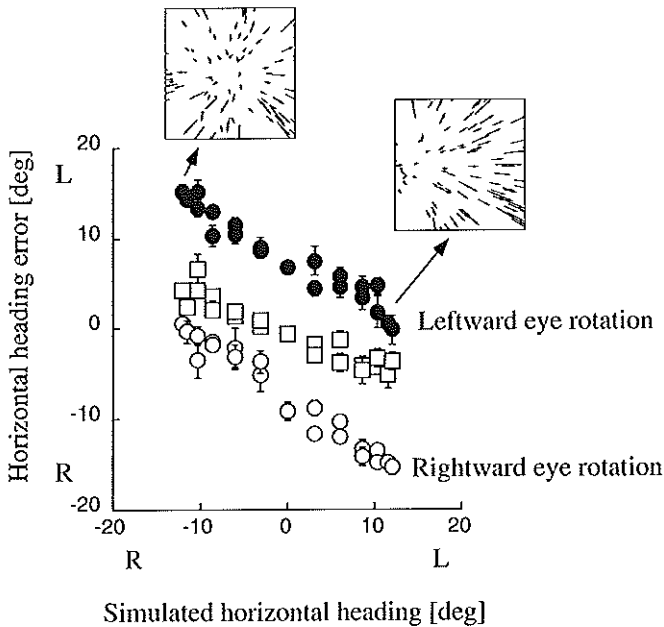 20
L
10
0
-10
R
-20
Horizontal heading error [deg]
Leftward eye rotation
Rightward eye rotation
-20
-10
0
10
20
R
L
Simulated horizontal heading [deg]